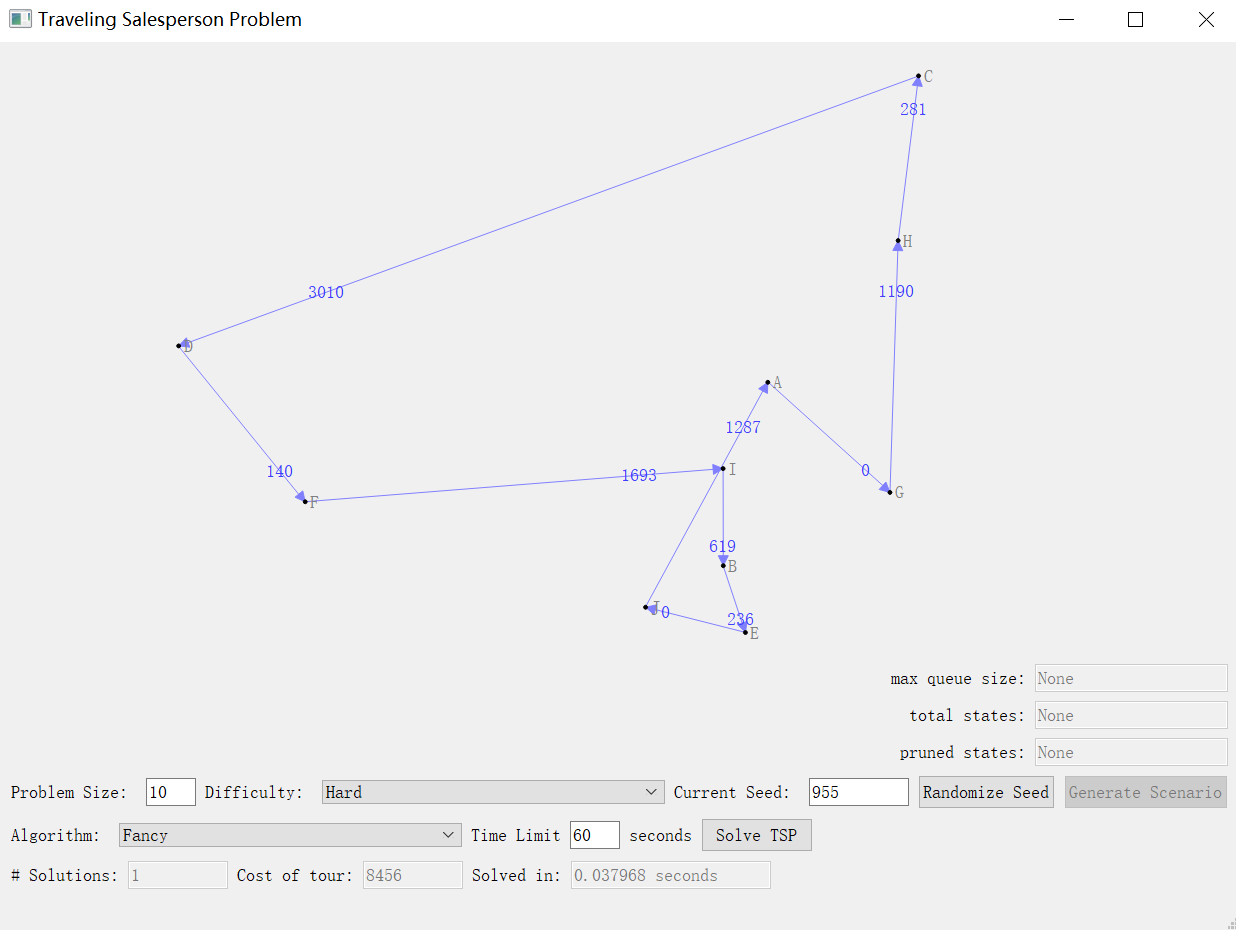 Traveling Salesperson Problem
C
281
H
1190
3010
D
A
1287
140
1693
I
0
F
G
619
B
J
0
236
E
max queue size: None
total states: None
pruned states: None
Problem Size: 10 Difficulty: Hard Current Seed: 955 Randomize Seed Generate Scenario
Algorithm: Fancy Time Limit 60 seconds Solve TSP
# Solutions: 1 Cost of tour: 8456 Solved in: 0.037968 seconds